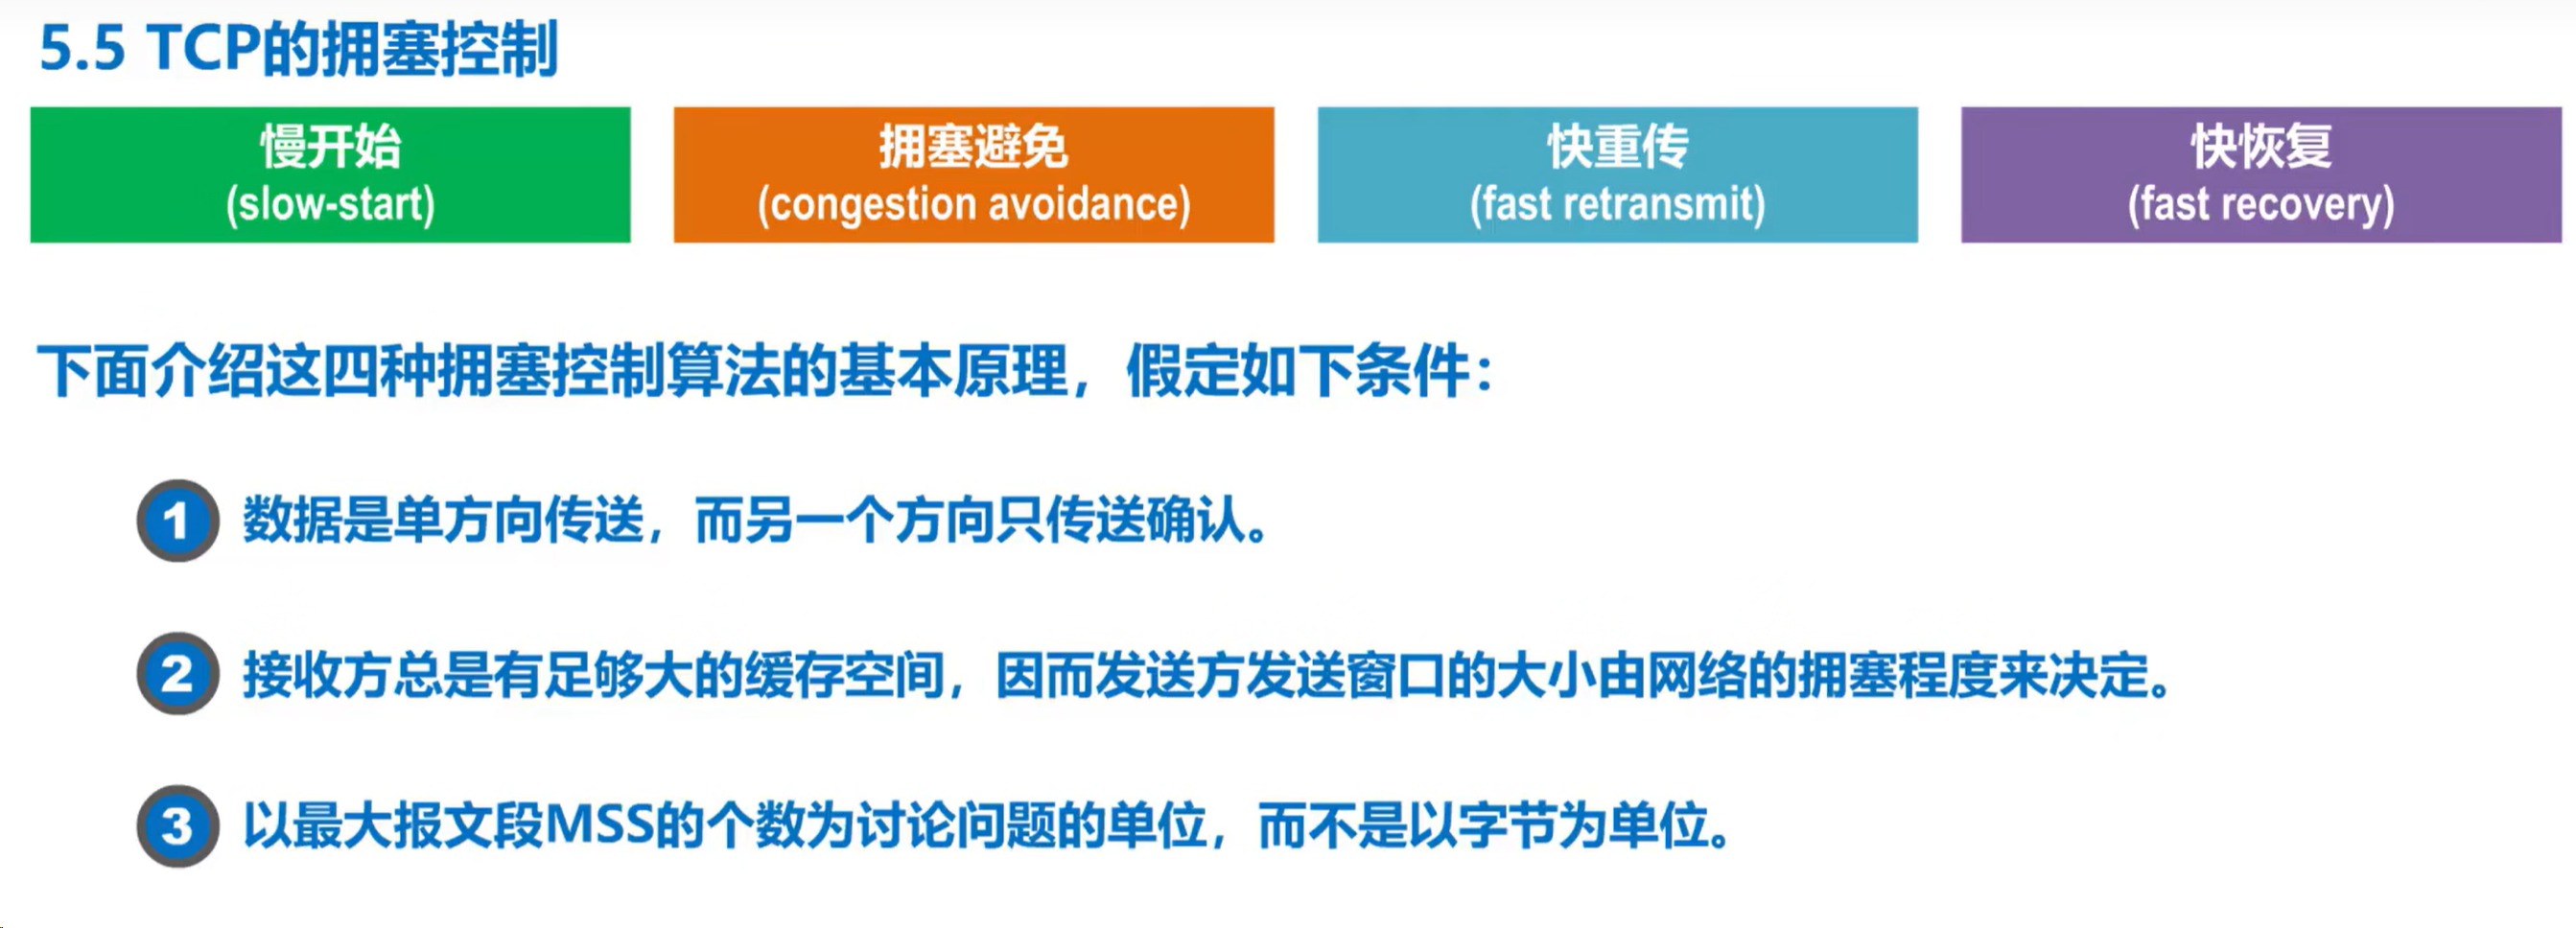 5.5 TCP的拥塞控制
慢开始
(slow-start)
拥塞避免
(congestion avoidance)
快重传
(fast retransmit)
快恢复
(fast recovery)
下面介绍这四种拥塞控制算法的基本原理，假定如下条件：
1 数据是单方向传送，而另一个方向只传送确认。
2 接收方总是有足够大的缓存空间，因而发送方发送窗口的大小由网络的拥塞程度来决定。
3 以最大报文段MSS的个数为讨论问题的单位，而不是以字节为单位。